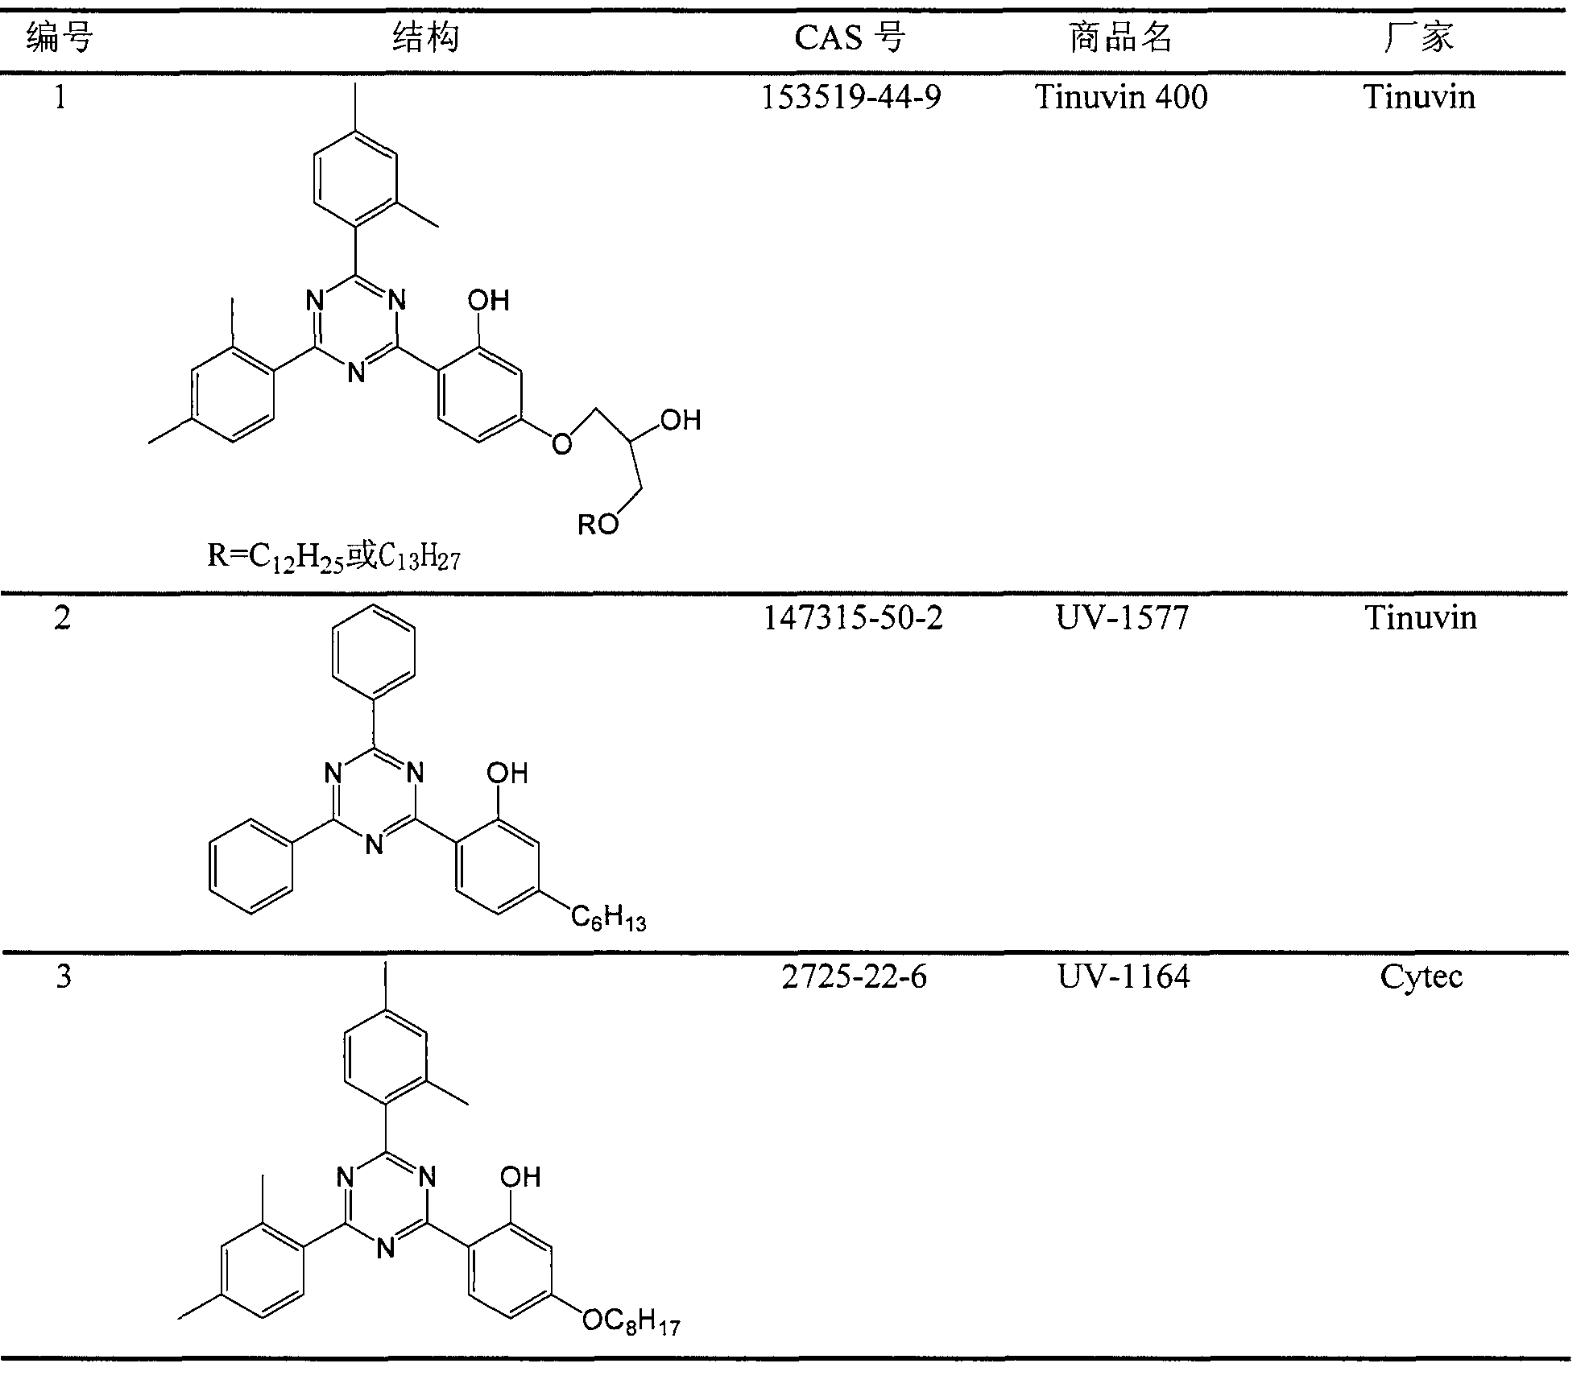 编号 结构 CAS 号 商品名 厂家
1 153519-44-9 Tinuvin 400 Tinuvin
N N OH
N
OH
O
RO
R=C12H25或C13H27
2 147315-50-2 UV-1577 Tinuvin
N N OH
N
C6H13
3 2725-22-6 UV-1164 Cytec
N N OH
N
OC8H17